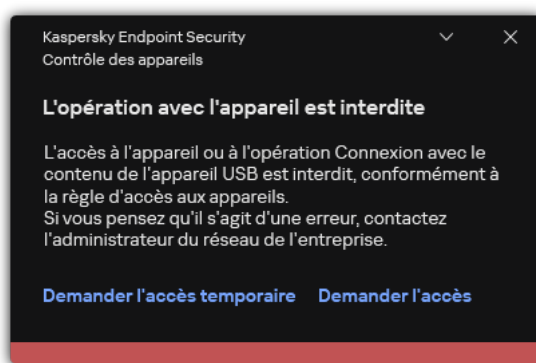 Kaspersky Endpoint Security
Contrôle des appareils
L'opération avec l'appareil est interdite
L'accès à l'appareil ou à l'opération Connexion avec le
contenu de l'appareil USB est interdit, conformément à
la règle d'accès aux appareils.
Si vous pensez qu'il s'agit d'une erreur, contactez
l'administrateur du réseau de l'entreprise.
Demander l'accès temporaire Demander l'accès